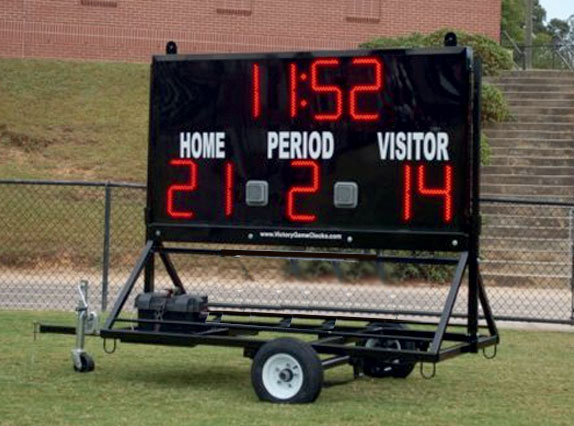 11:52
HOME PERIOD VISITOR
21 2 14
www.VictoryGameClocks.com